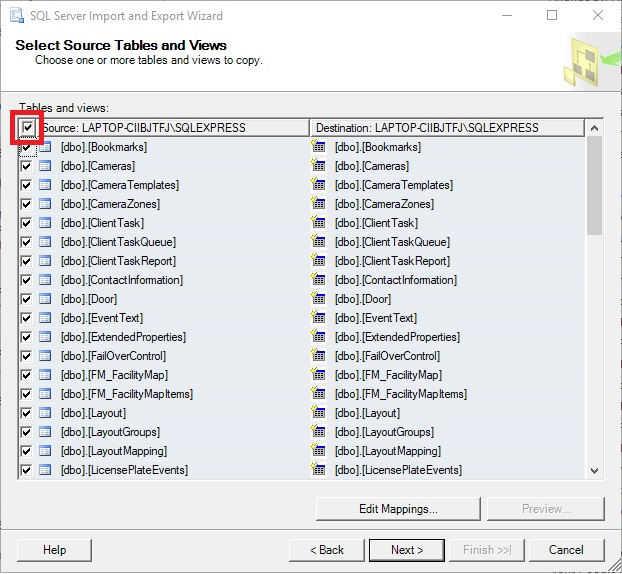 SQL Server Import and Export Wizard
Select Source Tables and Views
Choose one or more tables and views to copy.
Tables and views:
Source: LAPTOP-CIIBJTFJ\SQLEXPRESS Destination: LAPTOP-CIIBJTFJ\SQLEXPRESS
[dbo].[Bookmarks] [dbo].[Bookmarks]
[dbo].[Cameras] [dbo].[Cameras]
[dbo].[CameraTemplates] [dbo].[CameraTemplates]
[dbo].[CameraZones] [dbo].[CameraZones]
[dbo].[ClientTask] [dbo].[ClientTask]
[dbo].[ClientTaskQueue] [dbo].[ClientTaskQueue]
[dbo].[ClientTaskReport] [dbo].[ClientTaskReport]
[dbo].[ContactInformation] [dbo].[ContactInformation]
[dbo].[Door] [dbo].[Door]
[dbo].[EventText] [dbo].[EventText]
[dbo].[ExtendedProperties] [dbo].[ExtendedProperties]
[dbo].[FailOverControl] [dbo].[FailOverControl]
[dbo].[FM_FacilityMap] [dbo].[FM_FacilityMap]
[dbo].[FM_FacilityMapItems] [dbo].[FM_FacilityMapItems]
[dbo].[Layout] [dbo].[Layout]
[dbo].[LayoutGroups] [dbo].[LayoutGroups]
[dbo].[LayoutMapping] [dbo].[LayoutMapping]
[dbo].[LicensePlateEvents] [dbo].[LicensePlateEvents]
Edit Mappings... Preview...
Help < Back Next > Finish >>| Cancel